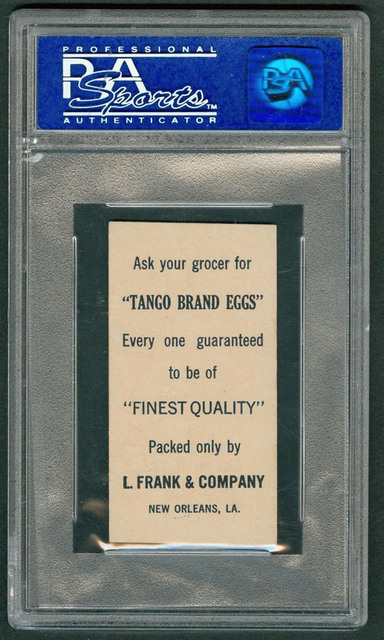 PROFESSIONAL
PSA
Sports™
AUTHENTICATOR
PSA
Ask your grocer for
“TANGO BRAND EGGS”
Every one guaranteed
to be of
“FINEST QUALITY”
Packed only by
L. FRANK & COMPANY
NEW ORLEANS, LA.